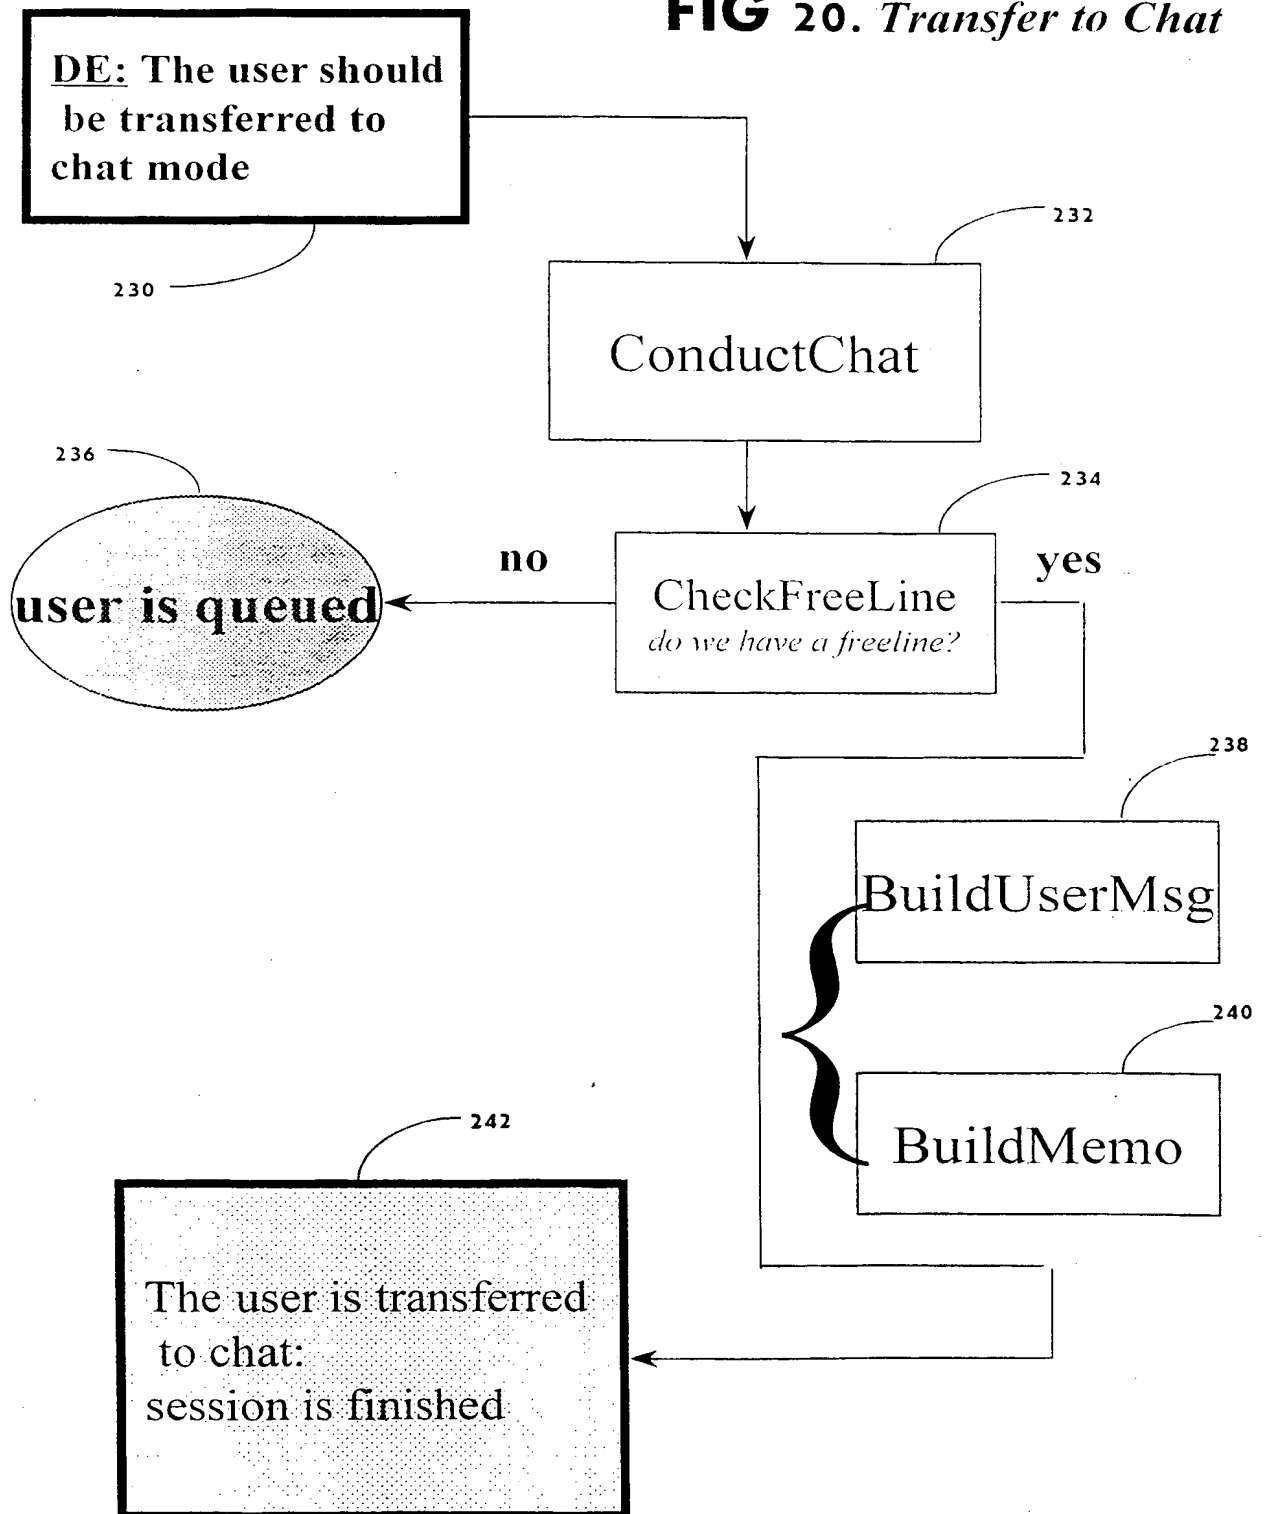 FIG 20. Transfer to Chat
DE: The user should
be transferred to
chat mode
230
232
ConductChat
236
234
user is queued
no
CheckFreeLine
do we have a freeline?
yes
238
BuildUserMsg
240
BuildMemo
242
The user is transferred
to chat:
session is finished